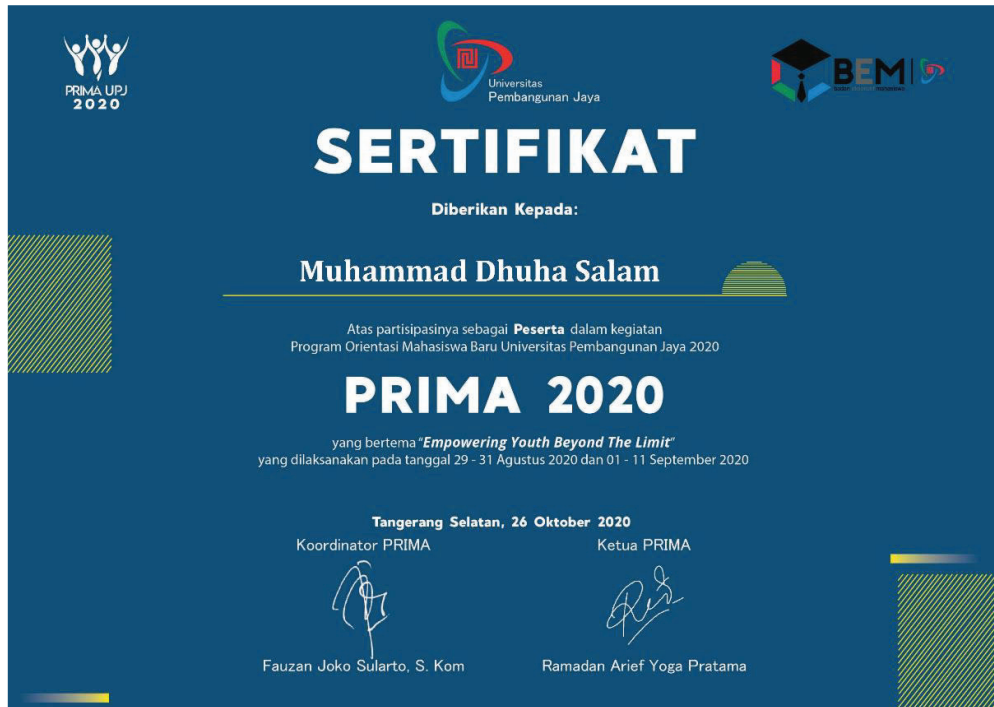 PRIMA UPJ
2020
Universitas
Pembangunan Jaya
BEM
SERTIFIKAT
Diberikan Kepada:
Muhammad Dhuha Salam
Atas partisipasinya sebagai Peserta dalam kegiatan
Program Orientasi Mahasiswa Baru Universitas Pembangunan Jaya 2020
PRIMA 2020
yang bertema "Empowering Youth Beyond The Limit"
yang dilaksanakan pada tanggal 29 - 31 Agustus 2020 dan 01 - 11 September 2020
Tangerang Selatan, 26 Oktober 2020
Koordinator PRIMA
Ketua PRIMA
Fauzan Joko Sularto, S. Kom
Ramadan Arief Yoga Pratama